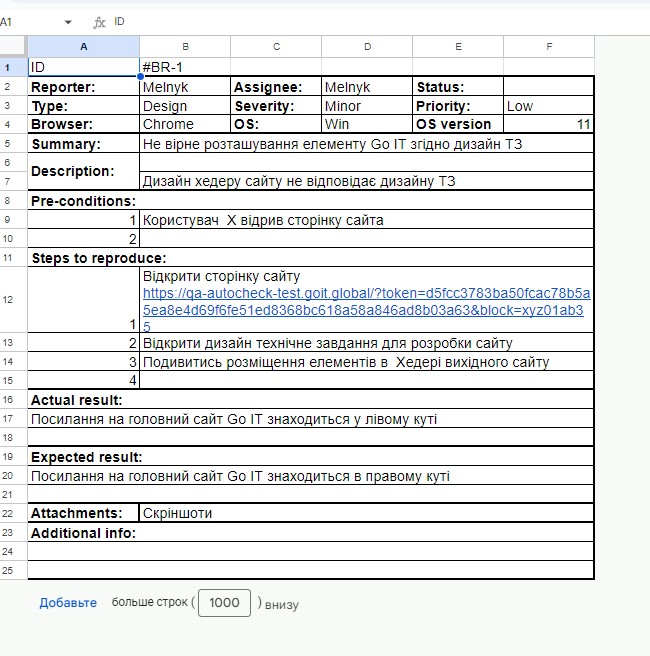 A1 fx ID
A B C D E F
1 ID #BR-1
2 Reporter: Melnyk Assignee: Melnyk Status:
3 Type: Design Severity: Minor Priority: Low
4 Browser: Chrome OS: Win OS version 11
5 Summary: Не вірне розташування елементу Go IT згідно дизайн ТЗ
6
Description:
7 Дизайн хедеру сайту не відповідає дизайну ТЗ
8 Pre-conditions:
9 1 Користувач Х відрив сторінку сайта
10 2
11 Steps to reproduce:
Відкрити сторінку сайту
https://qa-autocheck-test.goit.global/?token=d5fcc3783ba50fcac78b5a
12 5ea8e4d69f6fe51ed8368bc618a58a846ad8b03a63&block=xyz01ab3
1 5
13 2 Відкрити дизайн технічне завдання для розробки сайту
14 3 Подивитись розміщення елементів в Хедері вихідного сайту
15 4
16 Actual result:
17 Посилання на головний сайт Go IT знаходиться у лівому куті
18
19 Expected result:
20 Посилання на головний сайт Go IT знаходиться в правому куті
21
22 Attachments: Скріншоти
23 Additional info:
24
25
Добавьте больше строк ( 1000 ) внизу